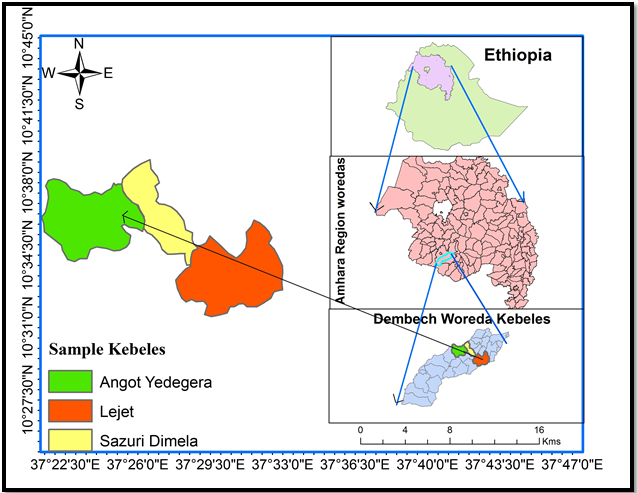 N
W E
S
Ethiopia
Amhara Region woredas
Dembech Woreda Kebeles
Sample Kebeles
Angot Yedegera
Lejet
Sazuri Dimela
0 4 8 16
Kms
10°45'0"N
10°41'30"N
10°38'0"N
10°34'30"N
10°31'0"N
10°27'30"N
37°22'30"E 37°26'0"E 37°29'30"E 37°33'0"E 37°36'30"E 37°40'0"E 37°43'30"E 37°47'0"E